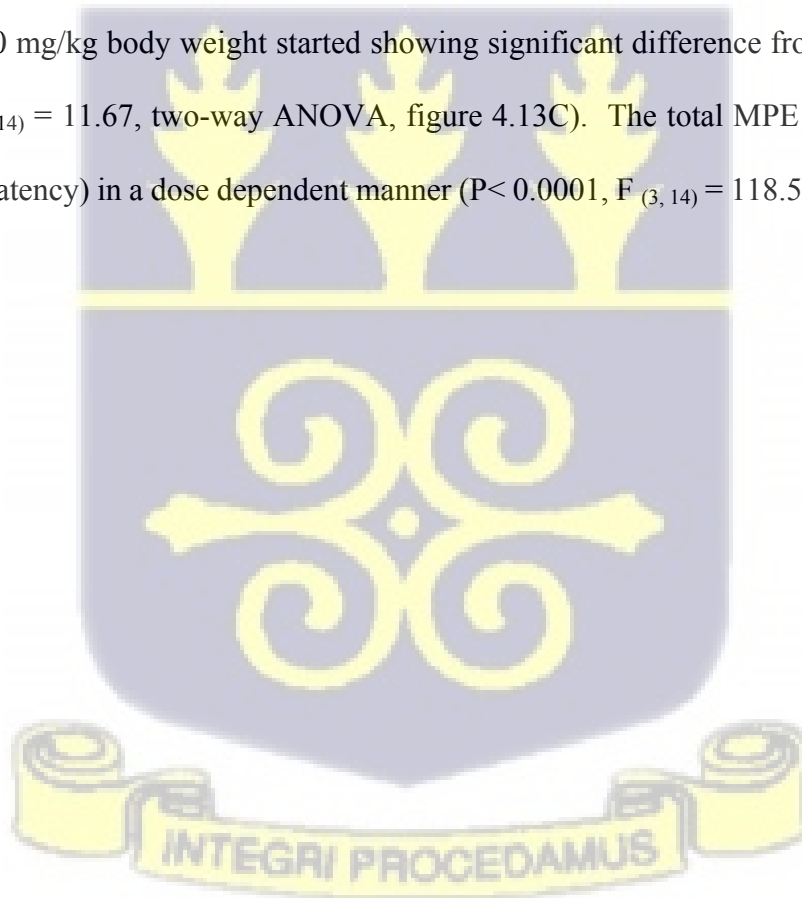 0 mg/kg body weight started showing significant difference fro
14) = 11.67, two-way ANOVA, figure 4.13C). The total MPE
atency) in a dose dependent manner (P< 0.0001, F (3, 14) = 118.5
INTEGRI PROCEDAMUS